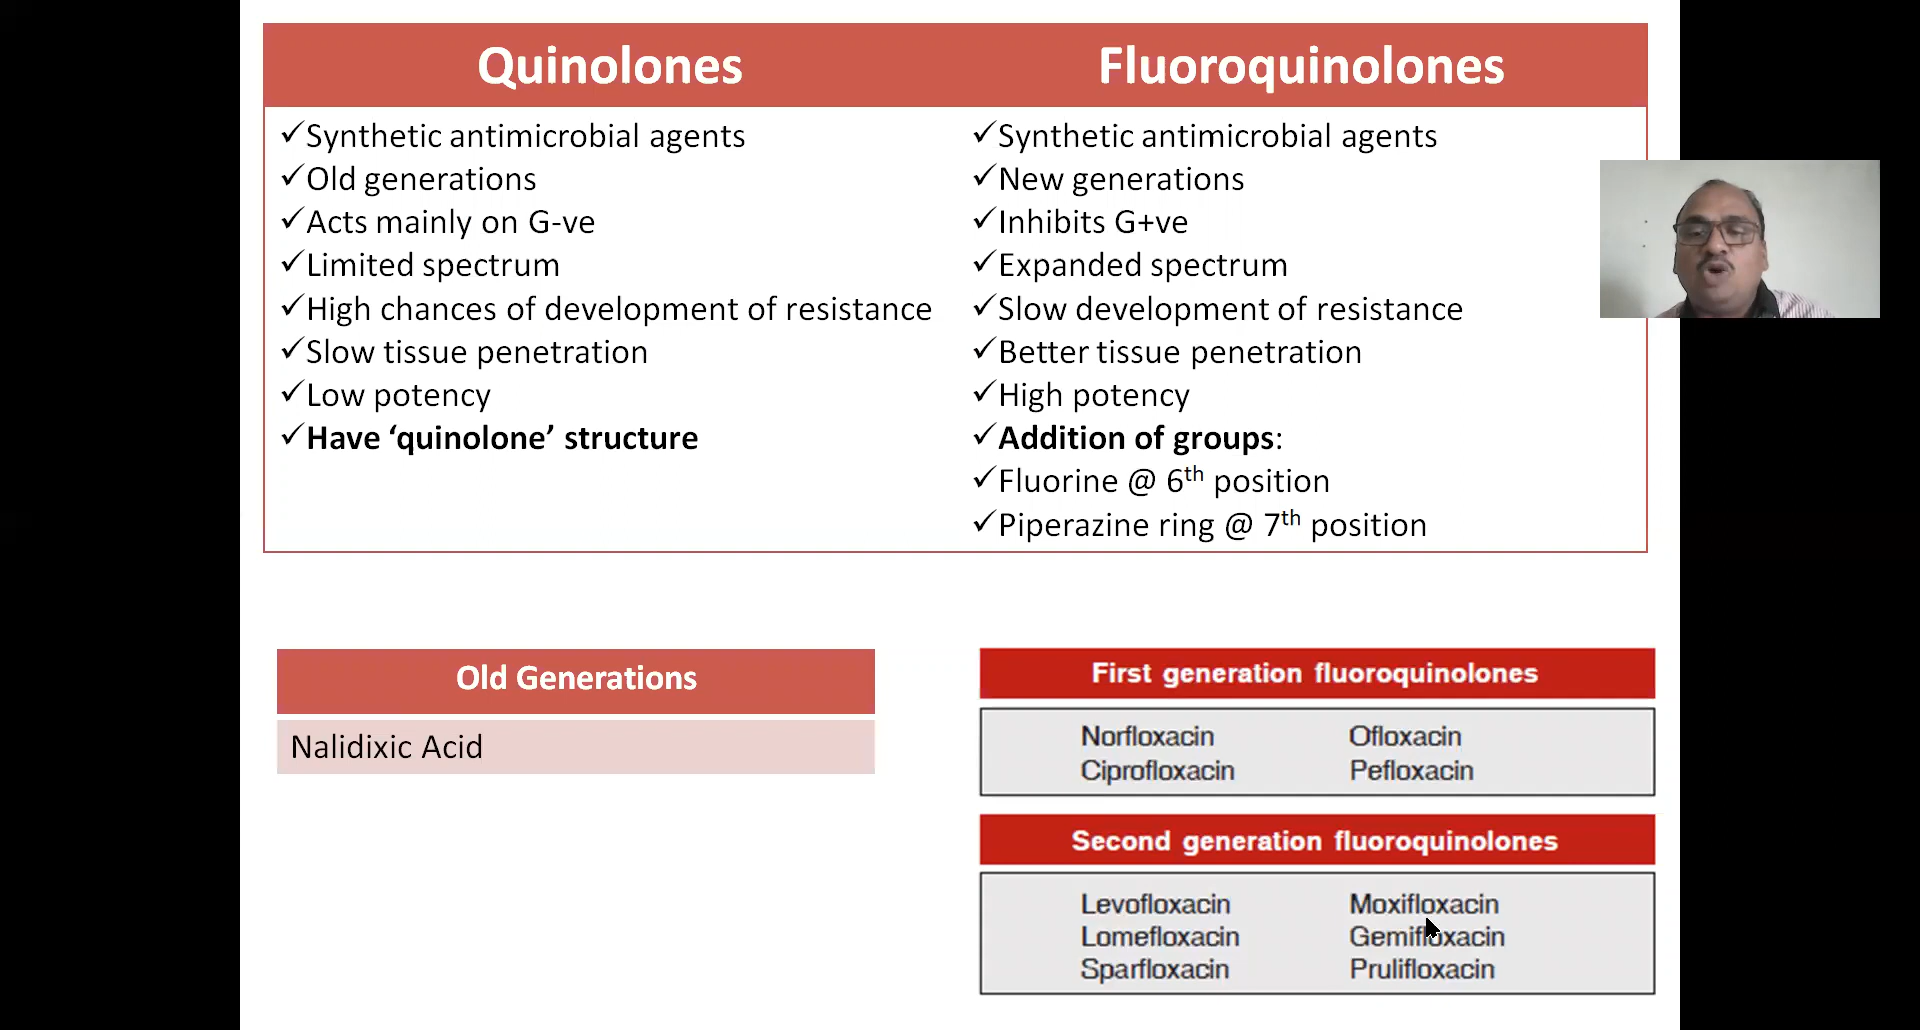 Quinolones
Fluoroquinolones
✓Synthetic antimicrobial agents
✓Old generations
✓Acts mainly on G-ve
✓Limited spectrum
✓High chances of development of resistance
✓Slow tissue penetration
✓Low potency
✓Have ‘quinolone’ structure
✓Synthetic antimicrobial agents
✓New generations
✓Inhibits G+ve
✓Expanded spectrum
✓Slow development of resistance
✓Better tissue penetration
✓High potency
✓Addition of groups:
✓Fluorine @ 6th position
✓Piperazine ring @ 7th position
Old Generations
Nalidixic Acid
First generation fluoroquinolones
Norfloxacin Ofloxacin
Ciprofloxacin Pefloxacin
Second generation fluoroquinolones
Levofloxacin Moxifloxacin
Lomefloxacin Gemifloxacin
Sparfloxacin Prulifloxacin